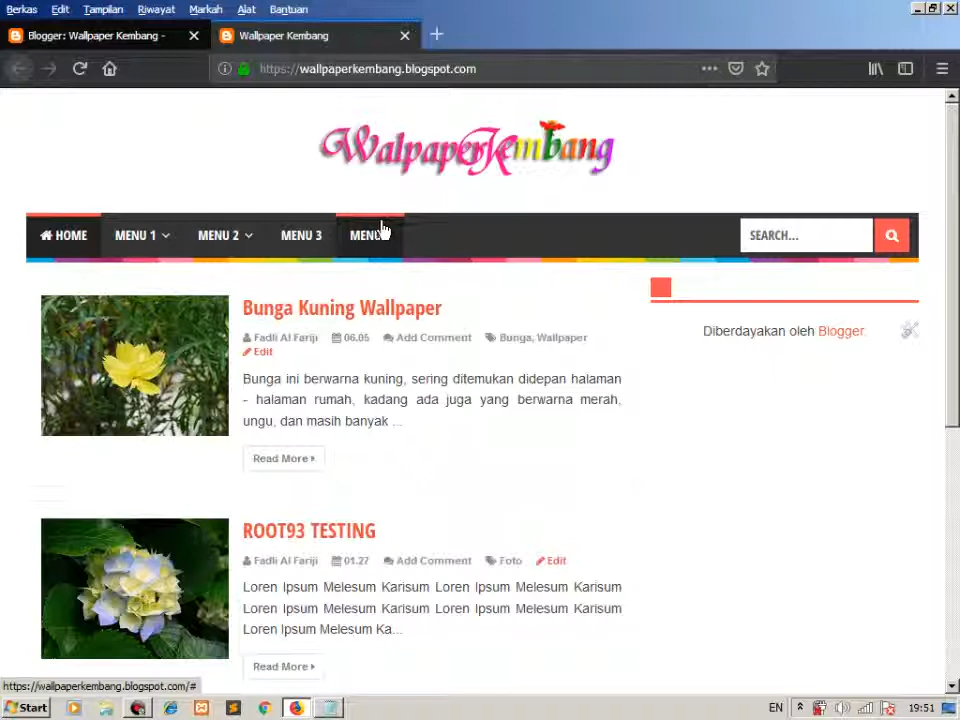 Berkas Edit Tampilan Riwayat Markah Alat Bantuan
Blogger: Wallpaper Kembang -
Wallpaper Kembang
https://wallpaperkembang.blogspot.com
WalpaperKembang
HOME MENU 1 MENU 2 MENU 3 MENU
SEARCH...
Bunga Kuning Wallpaper
Fadli Al Fariji 06.05 Add Comment Bunga, Wallpaper
Edit
Bunga ini berwarna kuning, sering ditemukan didepan halaman
- halaman rumah, kadang ada juga yang berwarna merah,
ungu, dan masih banyak ...
Read More
Diberdayakan oleh Blogger.
ROOT93 TESTING
Fadli Al Fariji 01.27 Add Comment Foto Edit
Loren Ipsum Melesum Karisum Loren Ipsum Melesum Karisum
Loren Ipsum Melesum Karisum Loren Ipsum Melesum Karisum
Loren Ipsum Melesum Ka...
Read More
https://wallpaperkembang.blogspot.com/#
Start
EN
19:51